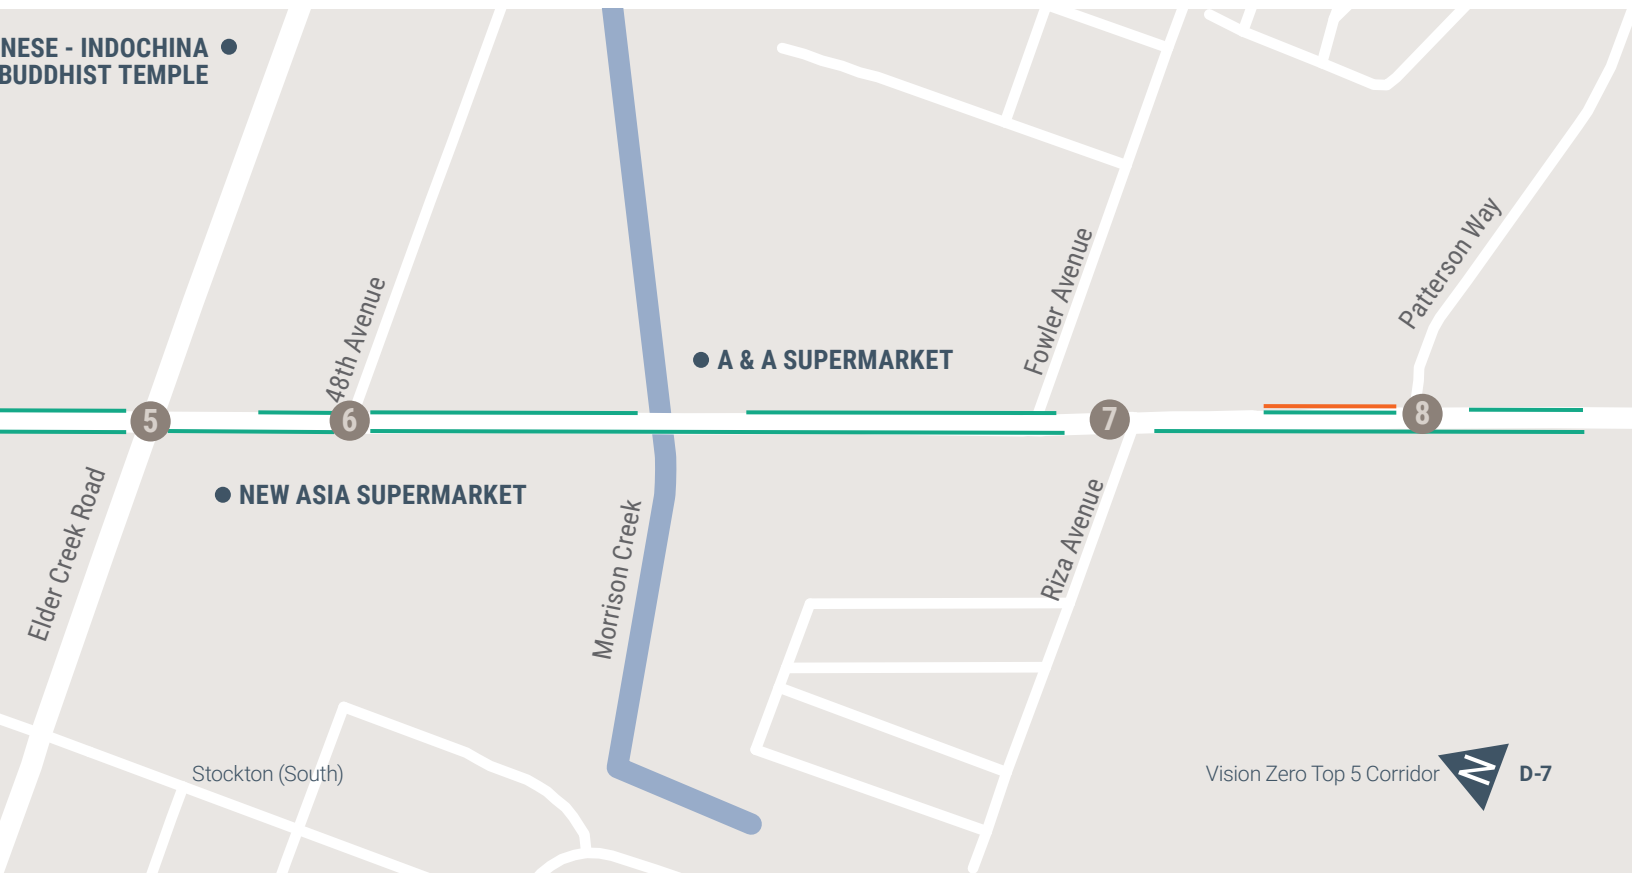 NESE - INDOCHINA
BUDDHIST TEMPLE
48th Avenue
A & A SUPERMARKET
Fowler Avenue
Patterson Way
5
6
7
8
Elder Creek Road
NEW ASIA SUPERMARKET
Morrison Creek
Riza Avenue
Stockton (South)
Vision Zero Top 5 Corridor
N
D-7